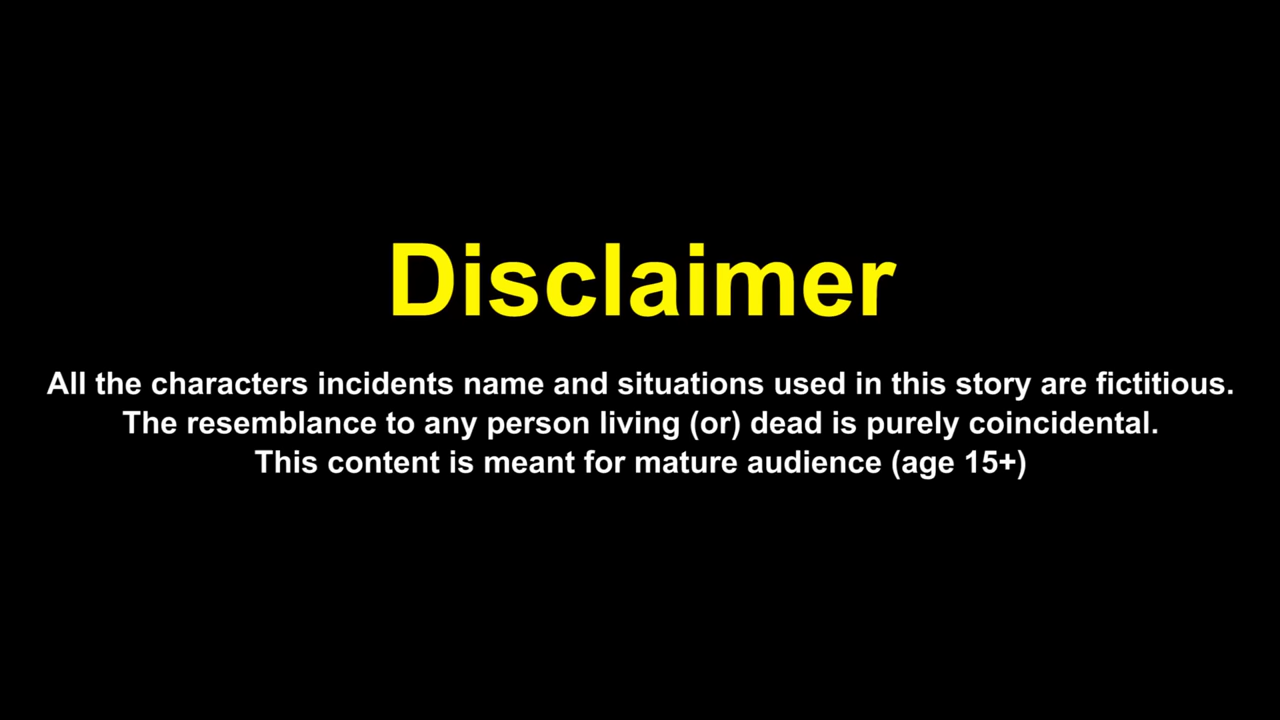 Disclaimer
All the characters incidents name and situations used in this story are fictitious.
The resemblance to any person living (or) dead is purely coincidental.
This content is meant for mature audience (age 15+)